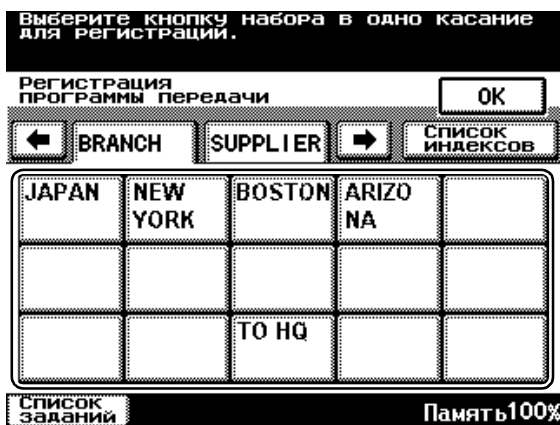 Выберите кнопку набора в одно касание
для регистрации.
Регистрация
программы передачи
OK
BRANCH
SUPPLIER
Список
индексов
JAPAN
NEW
YORK
BOSTON
ARIZO
NA
TO HQ
Список
заданий
Память100%